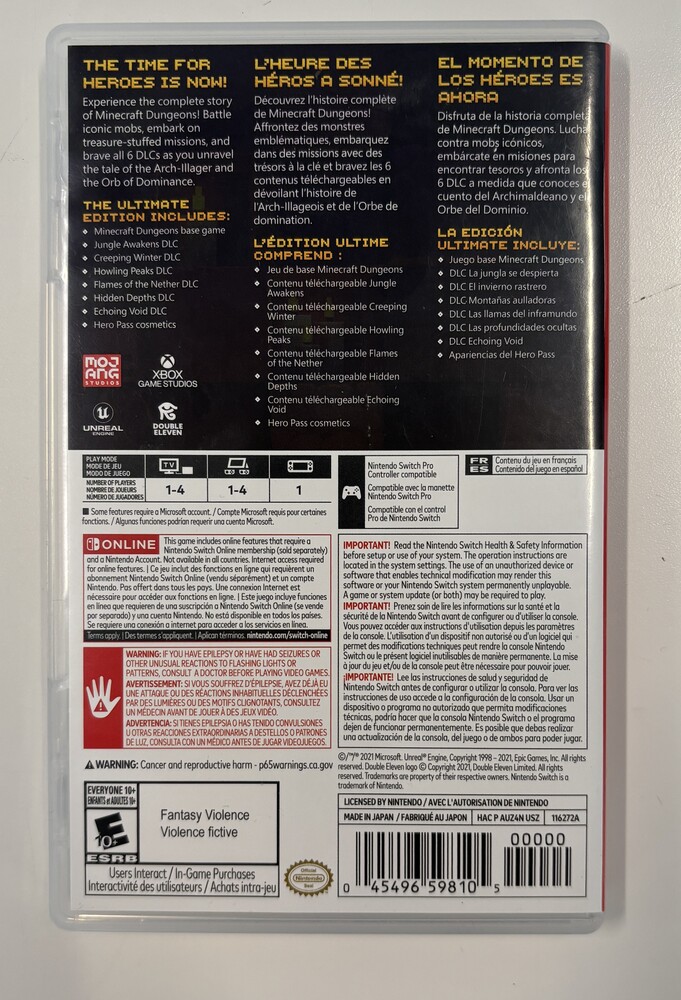 THE TIME FOR
HEROES IS NOW!
Experience the complete story
of Minecraft Dungeons! Battle
iconic mobs, embark on
treasure-stuffed missions, and
brave all 6 DLCs as you unravel
the tale of the Arch-Illager and
the Orb of Dominance.
THE ULTIMATE
EDITION INCLUDES:
❖ Minecraft Dungeons base game
❖ Jungle Awakens DLC
❖ Creeping Winter DLC
❖ Howling Peaks DLC
❖ Flames of the Nether DLC
❖ Hidden Depths DLC
❖ Echoing Void DLC
❖ Hero Pass cosmetics
MOJANG
STUDIOS
XBOX
GAME STUDIOS
UNREAL
ENGINE
DOUBLE
ELEVEN
L'HEURE DES
HÉROS A SONNÉ!
Découvrez l'histoire complète
de Minecraft Dungeons!
Affrontez des monstres
emblématiques, embarquez
dans des missions avec des
trésors à la clé et bravez les 6
contenus téléchargeables en
dévoilant l'histoire de
l'Arch-Illageois et de l'Orbe de
domination.
L'ÉDITION ULTIME
COMPREND :
❖ Jeu de base Minecraft Dungeons
❖ Contenu téléchargeable Jungle
Awakens
❖ Contenu téléchargeable Creeping
Winter
❖ Contenu téléchargeable Howling
Peaks
❖ Contenu téléchargeable Flames
of the Nether
❖ Contenu téléchargeable Hidden
Depths
❖ Contenu téléchargeable Echoing
Void
❖ Hero Pass cosmetics
EL MOMENTO DE
LOS HÉROES ES
AHORA
Disfruta de la historia completa
de Minecraft Dungeons. Lucha
contra mobs icónicos,
embárcate en misiones para
encontrar tesoros y afronta los
6 DLC a medida que conoces el
cuento del Archimaldeano y el
Orbe del Dominio.
LA EDICIÓN
ULTIMATE INCLUYE:
❖ Juego base Minecraft Dungeons
❖ DLC La jungla se despierta
❖ DLC El invierno rastrero
❖ DLC Montañas aulladoras
❖ DLC Las llamas del inframundo
❖ DLC Las profundidades ocultas
❖ DLC Echoing Void
❖ Apariencias del Hero Pass
PLAY MODE
MODE DE JEU
MODO DE JUEGO
TV
NUMBER OF PLAYERS
NOMBRE DE JOUEURS
NÚMERO DE JUGADORES
1-4
1-4
1
■ Some features require a Microsoft account. / Compte Microsoft requis pour certaines
fonctions. / Algunas funciones podrían requerir una cuenta Microsoft.
Nintendo Switch Pro
Controller compatible
Compatible avec la manette
Nintendo Switch Pro
Compatible con el control
Pro de Nintendo Switch
FR
ES
Contenu du jeu en français
Contenido del juego en español
ONLINE
This game includes online features that require a
Nintendo Switch Online membership (sold separately)
and a Nintendo Account. Not available in all countries. Internet access required
for online features. | Ce jeu inclut des fonctions en ligne qui requièrent un
abonnement Nintendo Switch Online (vendu séparément) et un compte
Nintendo. Pas offert dans tous les pays. Une connexion Internet est
nécessaire pour accéder aux fonctions en ligne. | Este juego incluye funciones
en línea que requieren de una suscripción a Nintendo Switch Online (se vende
por separado) y una cuenta Nintendo. No está disponible en todos los países.
Se requiere una conexión a internet para acceder a los servicios en línea.
Terms apply. | Des termes s'appliquent. | Aplican términos. nintendo.com/switch-online
WARNING: IF YOU HAVE EPILEPSY OR HAVE HAD SEIZURES OR
OTHER UNUSUAL REACTIONS TO FLASHING LIGHTS OR
PATTERNS, CONSULT A DOCTOR BEFORE PLAYING VIDEO GAMES.
AVERTISSEMENT: SI VOUS SOUFFREZ D'ÉPILEPSIE, AVEZ DÉJÀ EU
UNE ATTAQUE OU DES RÉACTIONS INHABITUELLES DÉCLENCHÉES
PAR DES LUMIÈRES OU DES MOTIFS CLIGNOTANTS, CONSULTEZ
UN MÉDECIN AVANT DE JOUER À DES JEUX VIDÉO.
ADVERTENCIA: SI TIENES EPILEPSIA O HAS TENIDO CONVULSIONES
U OTRAS REACCIONES EXTRAORDINARIAS A DESTELLOS O PATRONES
DE LUZ, CONSULTA CON UN MÉDICO ANTES DE JUGAR VIDEOJUEGOS.
WARNING: Cancer and reproductive harm - p65warnings.ca.gov
IMPORTANT! Read the Nintendo Switch Health & Safety Information
before setup or use of your system. The operation instructions are
located in the system settings. The use of an unauthorized device or
software that enables technical modification may render this
software or your Nintendo Switch system permanently unplayable.
A game or system update (or both) may be required to play.
IMPORTANT! Prenez soin de lire les informations sur la santé et la
sécurité de la Nintendo Switch avant de configurer ou d'utiliser la console.
Vous pouvez accéder aux instructions d'utilisation depuis les paramètres
de la console. L'utilisation d'un dispositif non autorisé ou d'un logiciel qui
permet des modifications techniques peut rendre la console Nintendo
Switch ou le présent logiciel inutilisables de manière permanente. La mise
à jour du jeu et/ou de la console peut être nécessaire pour pouvoir jouer.
¡IMPORTANTE! Lee las instrucciones de salud y seguridad de
Nintendo Switch antes de configurar o utilizar la consola. Para ver las
instrucciones de uso accede a la configuración de la consola. Usar un
dispositivo o programa no autorizado que permita modificaciones
técnicas, podría hacer que la consola Nintendo Switch o el programa
dejen de funcionar permanentemente. Es posible que debas realizar
una actualización de la consola, del juego o de ambos para poder jugar.
©/™/® 2021 Microsoft. Unreal® Engine, Copyright 1998 – 2021, Epic Games, Inc. All rights
reserved. Double Eleven logo © Copyright 2021, Double Eleven Limited. All rights
reserved. Trademarks are property of their respective owners. Nintendo Switch is a
trademark of Nintendo.
EVERYONE 10+
ENFANTS et ADULTES 10+
E
10+
ESRB
Fantasy Violence
Violence fictive
Users Interact / In-Game Purchases
Interactivité des utilisateurs / Achats intra-jeu
Official
Nintendo
Seal
LICENSED BY NINTENDO / AVEC L'AUTORISATION DE NINTENDO
MADE IN JAPAN / FABRIQUÉ AU JAPON
HAC P AUZ4N USZ
116272A
00000
0 45496 59810 5